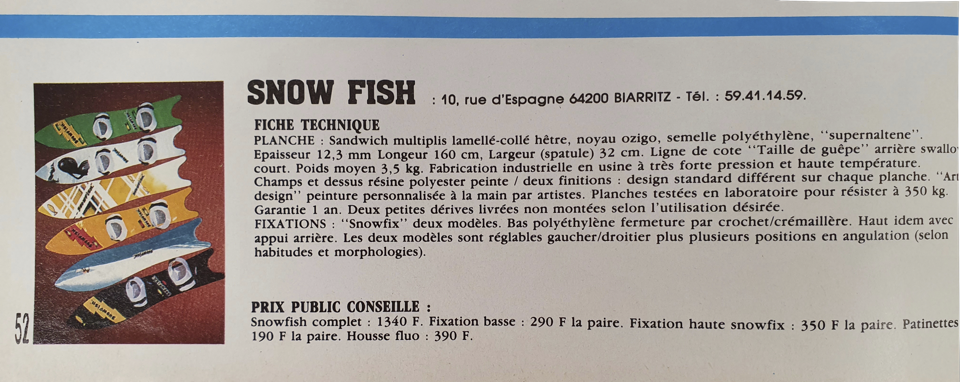 SNOW FISH : 10, rue d'Espagne 64200 BIARRITZ - Tél. : 59.41.14.59.
FICHE TECHNIQUE
PLANCHE : Sandwich multiplis lamellé-collé hêtre, noyau ozigo, semelle polyéthylène, "supernaltene".
Epaisseur 12,3 mm Longeur 160 cm, Largeur (spatule) 32 cm. Ligne de cote "Taille de guêpe" arrière swallo
court. Poids moyen 3,5 kg. Fabrication industrielle en usine à très forte pression et haute température.
Champs et dessus résine polyester peinte / deux finitions : design standard différent sur chaque planche. "Art
design" peinture personnalisée à la main par artistes. Planches testées en laboratoire pour résister à 350 kg.
Garantie 1 an. Deux petites dérives livrées non montées selon l'utilisation désirée.
FIXATIONS : "Snowfix" deux modèles. Bas polyéthylène fermeture par crochet/crémaillère. Haut idem avec
appui arrière. Les deux modèles sont réglables gaucher/droitier plus plusieurs positions en angulation (selon
habitudes et morphologies).
PRIX PUBLIC CONSEILLE :
Snowfish complet : 1340 F. Fixation basse : 290 F la paire. Fixation haute snowfix : 350 F la paire. Patinettes
190 F la paire. Housse fluo : 390 F.
52